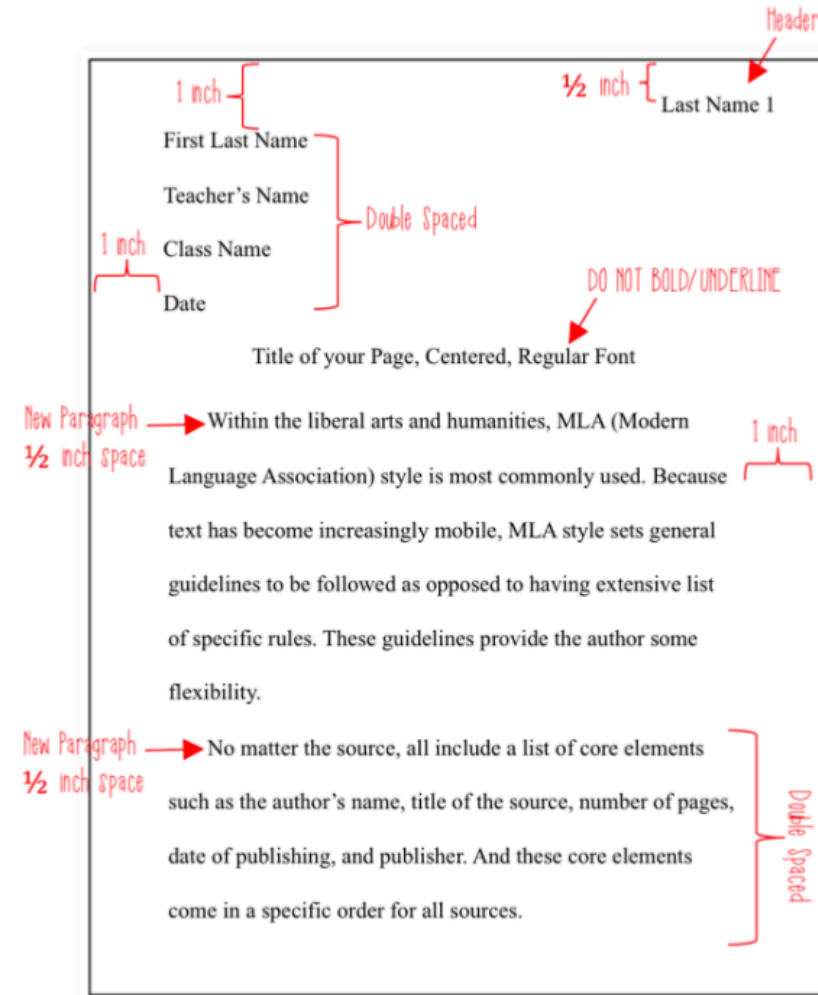 Header
1 inch
½ inch
Last Name 1
First Last Name
Teacher's Name
Double Spaced
1 inch
Class Name
DO NOT BOLD/UNDERLINE
Date
Title of your Page, Centered, Regular Font
New Paragraph
½ inch space
Within the liberal arts and humanities, MLA (Modern
1 inch
Language Association) style is most commonly used. Because
text has become increasingly mobile, MLA style sets general
guidelines to be followed as opposed to having extensive list
of specific rules. These guidelines provide the author some
flexibility.
New Paragraph
½ inch space
No matter the source, all include a list of core elements
such as the author's name, title of the source, number of pages,
date of publishing, and publisher. And these core elements
come in a specific order for all sources.
Double Spaced